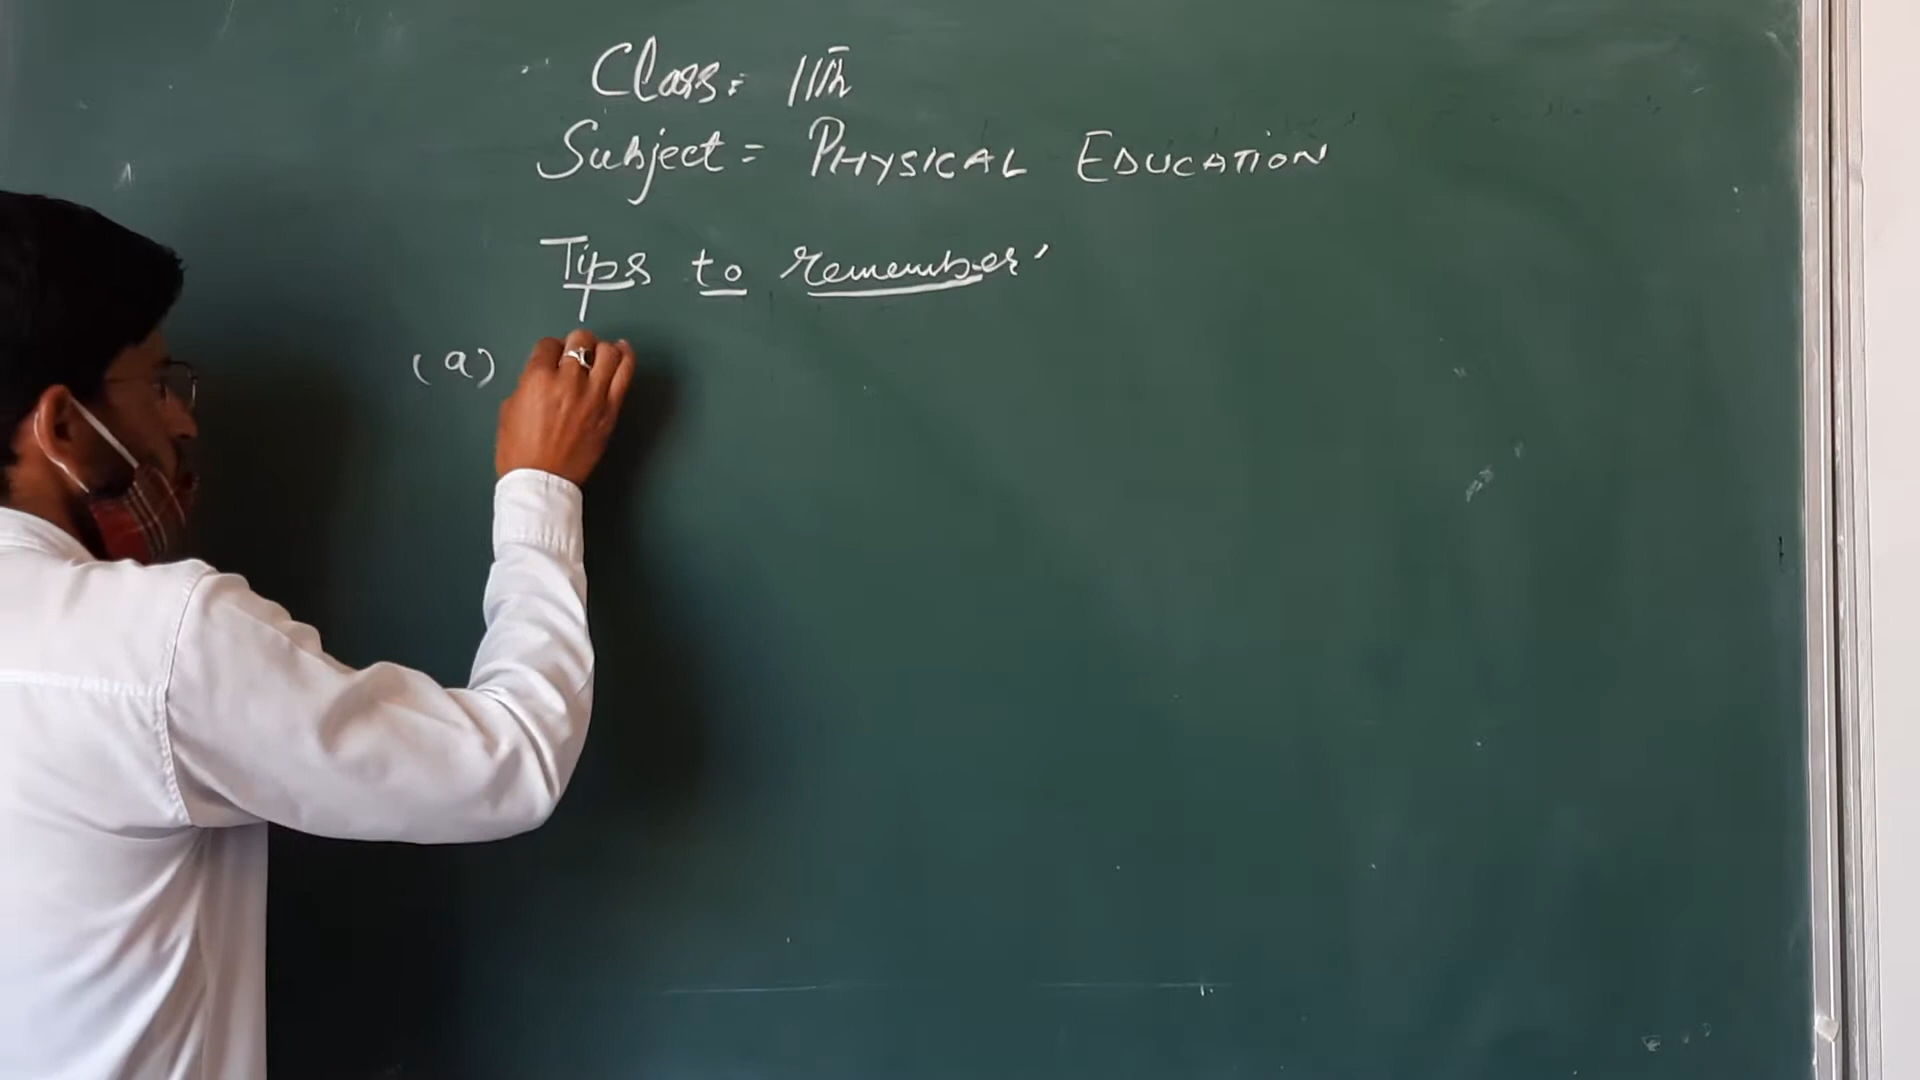 Class: 11th
Subject = PHYSICAL EDUCATION
Tips to remember'
(a)